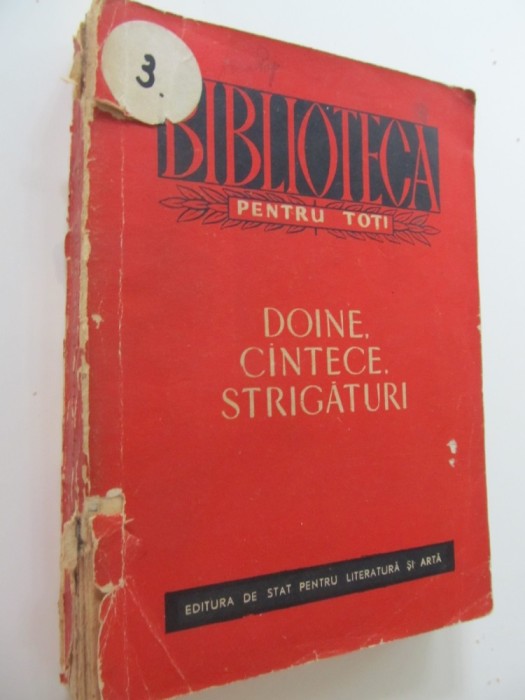 3.
BIBLIOTECA
PENTRU TOȚI
DOINE,
CÎNTECE,
STRIGĂTURI
EDITURA DE STAT PENTRU LITERATURĂ ȘI ARTĂ